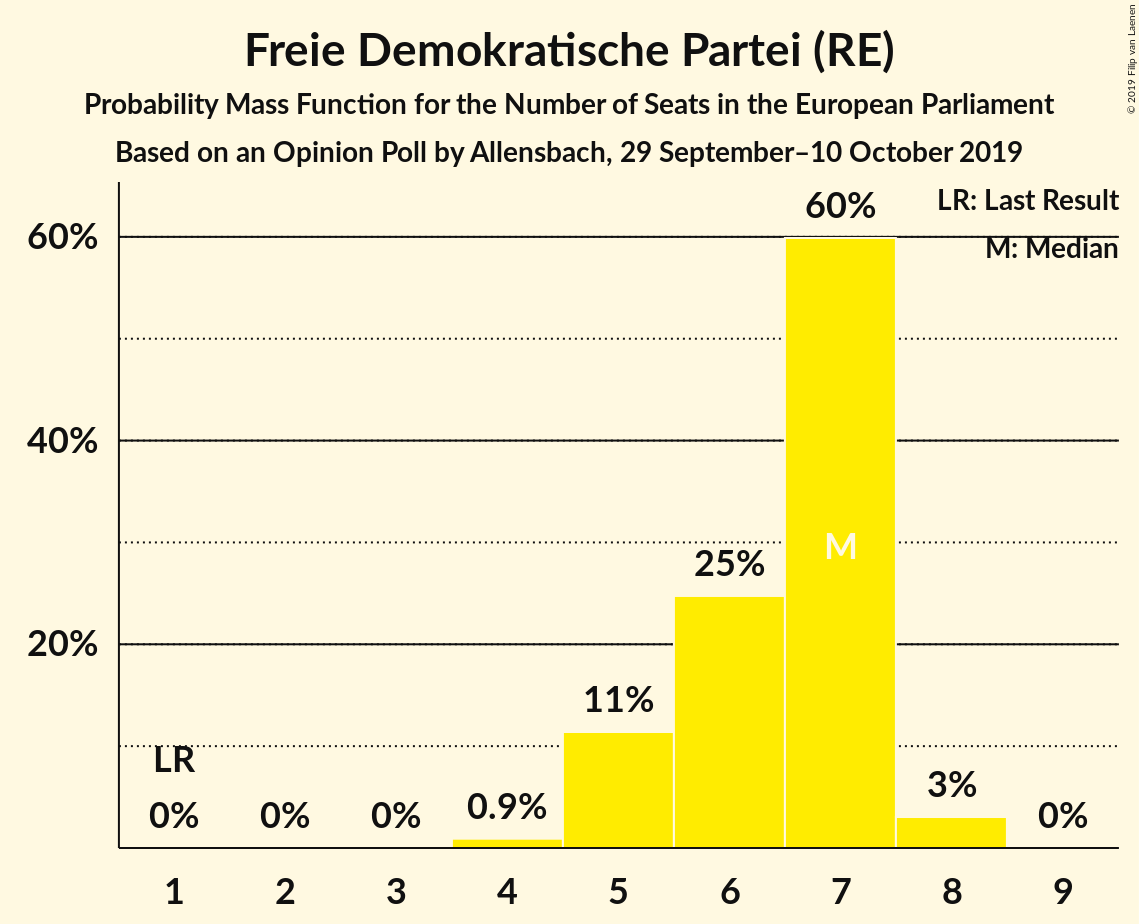 Freie Demokratische Partei (RE)
Probability Mass Function for the Number of Seats in the European Parliament
Based on an Opinion Poll by Allensbach, 29 September–10 October 2019
© 2019 Filip van Laenen
LR: Last Result
M: Median
60%
40%
20%
LR
0%
0%
0%
0.9%
11%
25%
60%
M
3%
0%
1 2 3 4 5 6 7 8 9